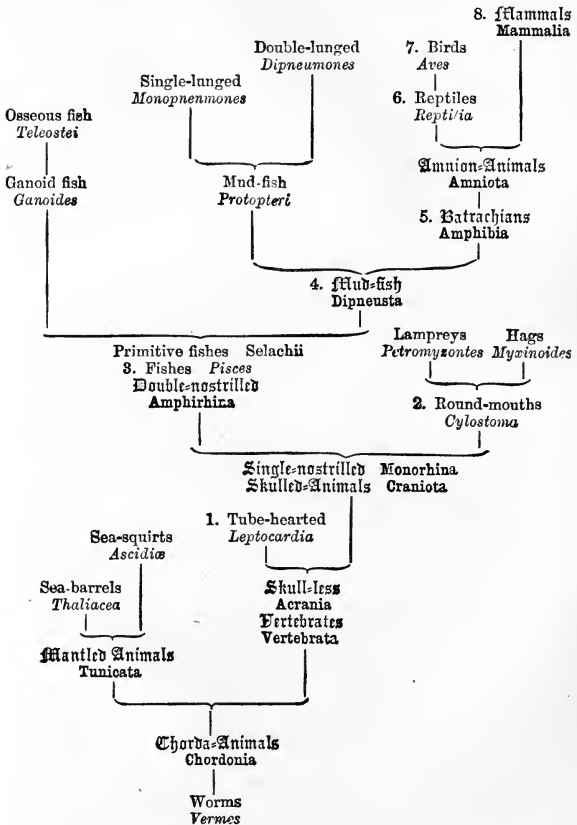 8. Mammals
Mammalia
Double-lunged
Dipneumones
7. Birds
Aves
Single-lunged
Monopnenmones
6. Reptiles
Reptilia
Osseous fish
Teleostei
Amnion=Animals
Amniota
Ganoid fish
Ganoides
Mud-fish
Protopteri
5. Batrachians
Amphibia
4. Mud=fish
Dipneusta
Primitive fishes Selachii
3. Fishes Pisces
Double=nostrilled
Amphirhina
Lampreys
Petromyzontes
Hags
Myxinoides
2. Round-mouths
Cylostoma
Single=nostrilled Monorhina
Skulled=Animals Craniota
1. Tube-hearted
Leptocardia
Sea-squirts
Ascidiæ
Sea-barrels
Thaliacea
Skull=less
Acrania
Vertebrates
Vertebrata
Mantled Animals
Tunicata
Chorda=Animals
Chordonia
Worms
Vermes